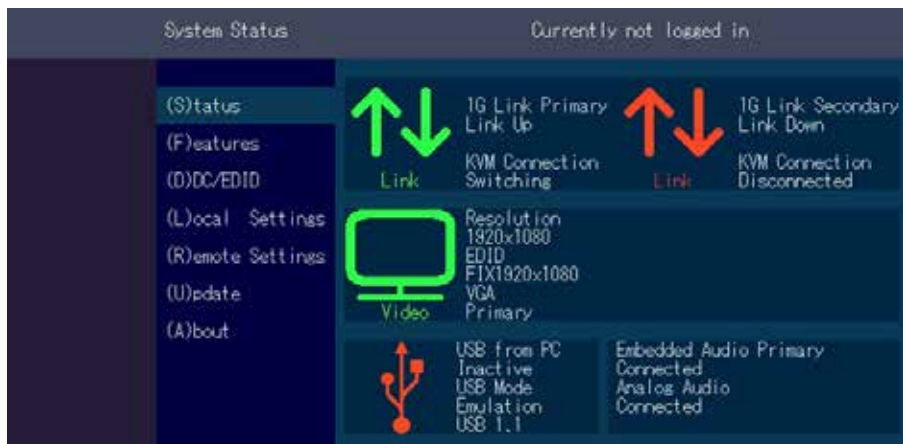 System Status
Currently not logged in
(S)tatus
(F)eatures
(D)DC/EDID
(L)ocal Settings
(R)emote Settings
(U)pdate
(A)bout
Link
1G Link Primary
Link Up
KVM Connection
Switching
Link
1G Link Secondary
Link Down
KVM Connection
Disconnected
Video
Resolution
1920x1080
EDID
FIX1920x1080
VGA
Primary
USB from PC
Inactive
USB Mode
Emulation
USB 1.1
Embedded Audio Primary
Connected
Analog Audio
Connected